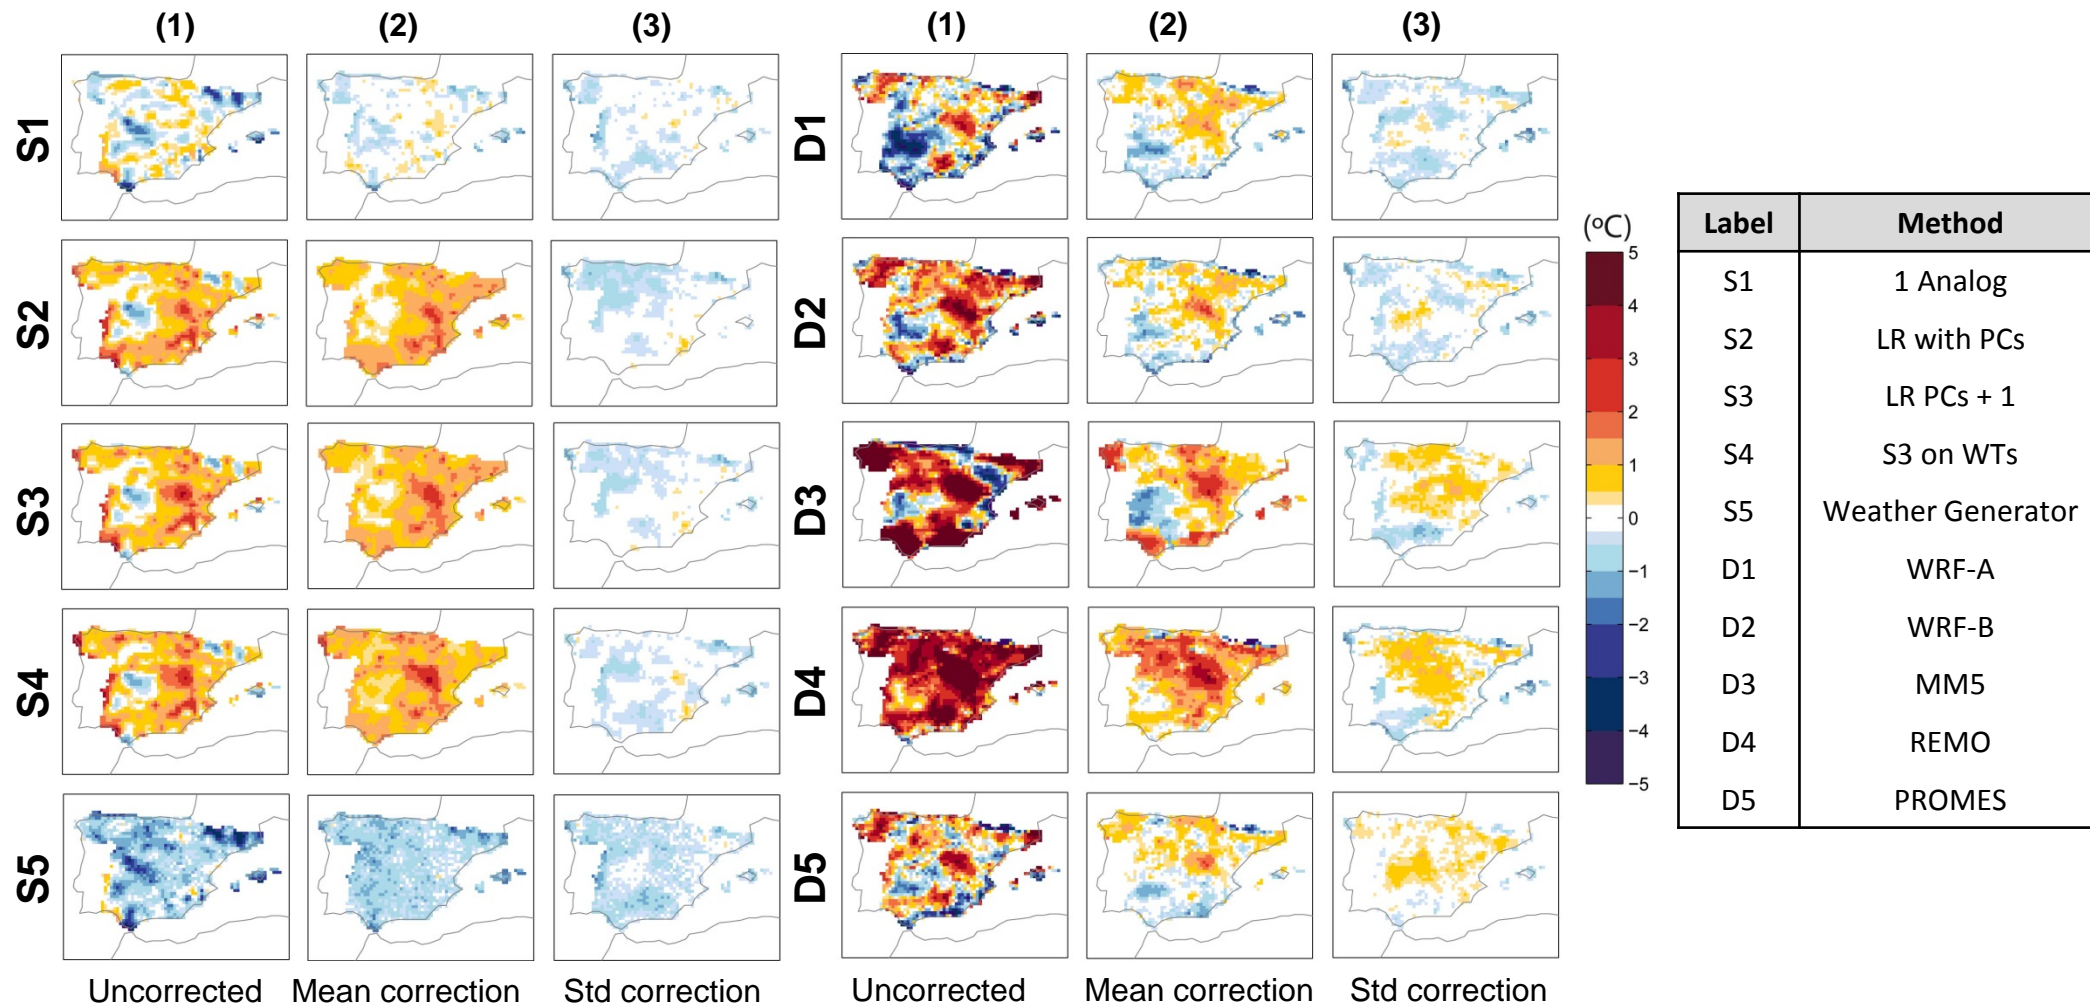 (1) (2) (3) (1) (2) (3)
S1 D1
S2 D2
S3 D3
S4 D4
S5 D5
Uncorrected Mean correction Std correction Uncorrected Mean correction Std correction
(ºC)
5
4
3
2
1
0
−1
−2
−3
−4
−5
Label Method
S1 1 Analog
S2 LR with PCs
S3 LR PCs + 1
S4 S3 on WTs
S5 Weather Generator
D1 WRF-A
D2 WRF-B
D3 MM5
D4 REMO
D5 PROMES